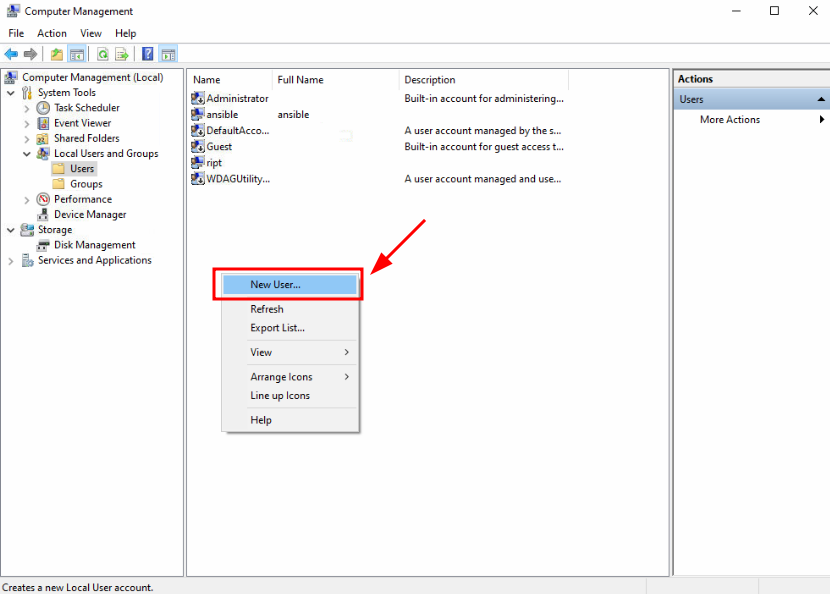 Computer Management
File Action View Help
Computer Management (Local)
System Tools
Task Scheduler
Event Viewer
Shared Folders
Local Users and Groups
Users
Groups
Performance
Device Manager
Storage
Disk Management
Services and Applications
Name Full Name Description
Administrator Built-in account for administering...
ansible ansible
DefaultAcco... A user account managed by the s...
Guest Built-in account for guest access t...
ript
WDAGUtility... A user account managed and use...
New User...
Refresh
Export List...
View
Arrange Icons
Line up Icons
Help
Actions
Users
More Actions
Creates a new Local User account.